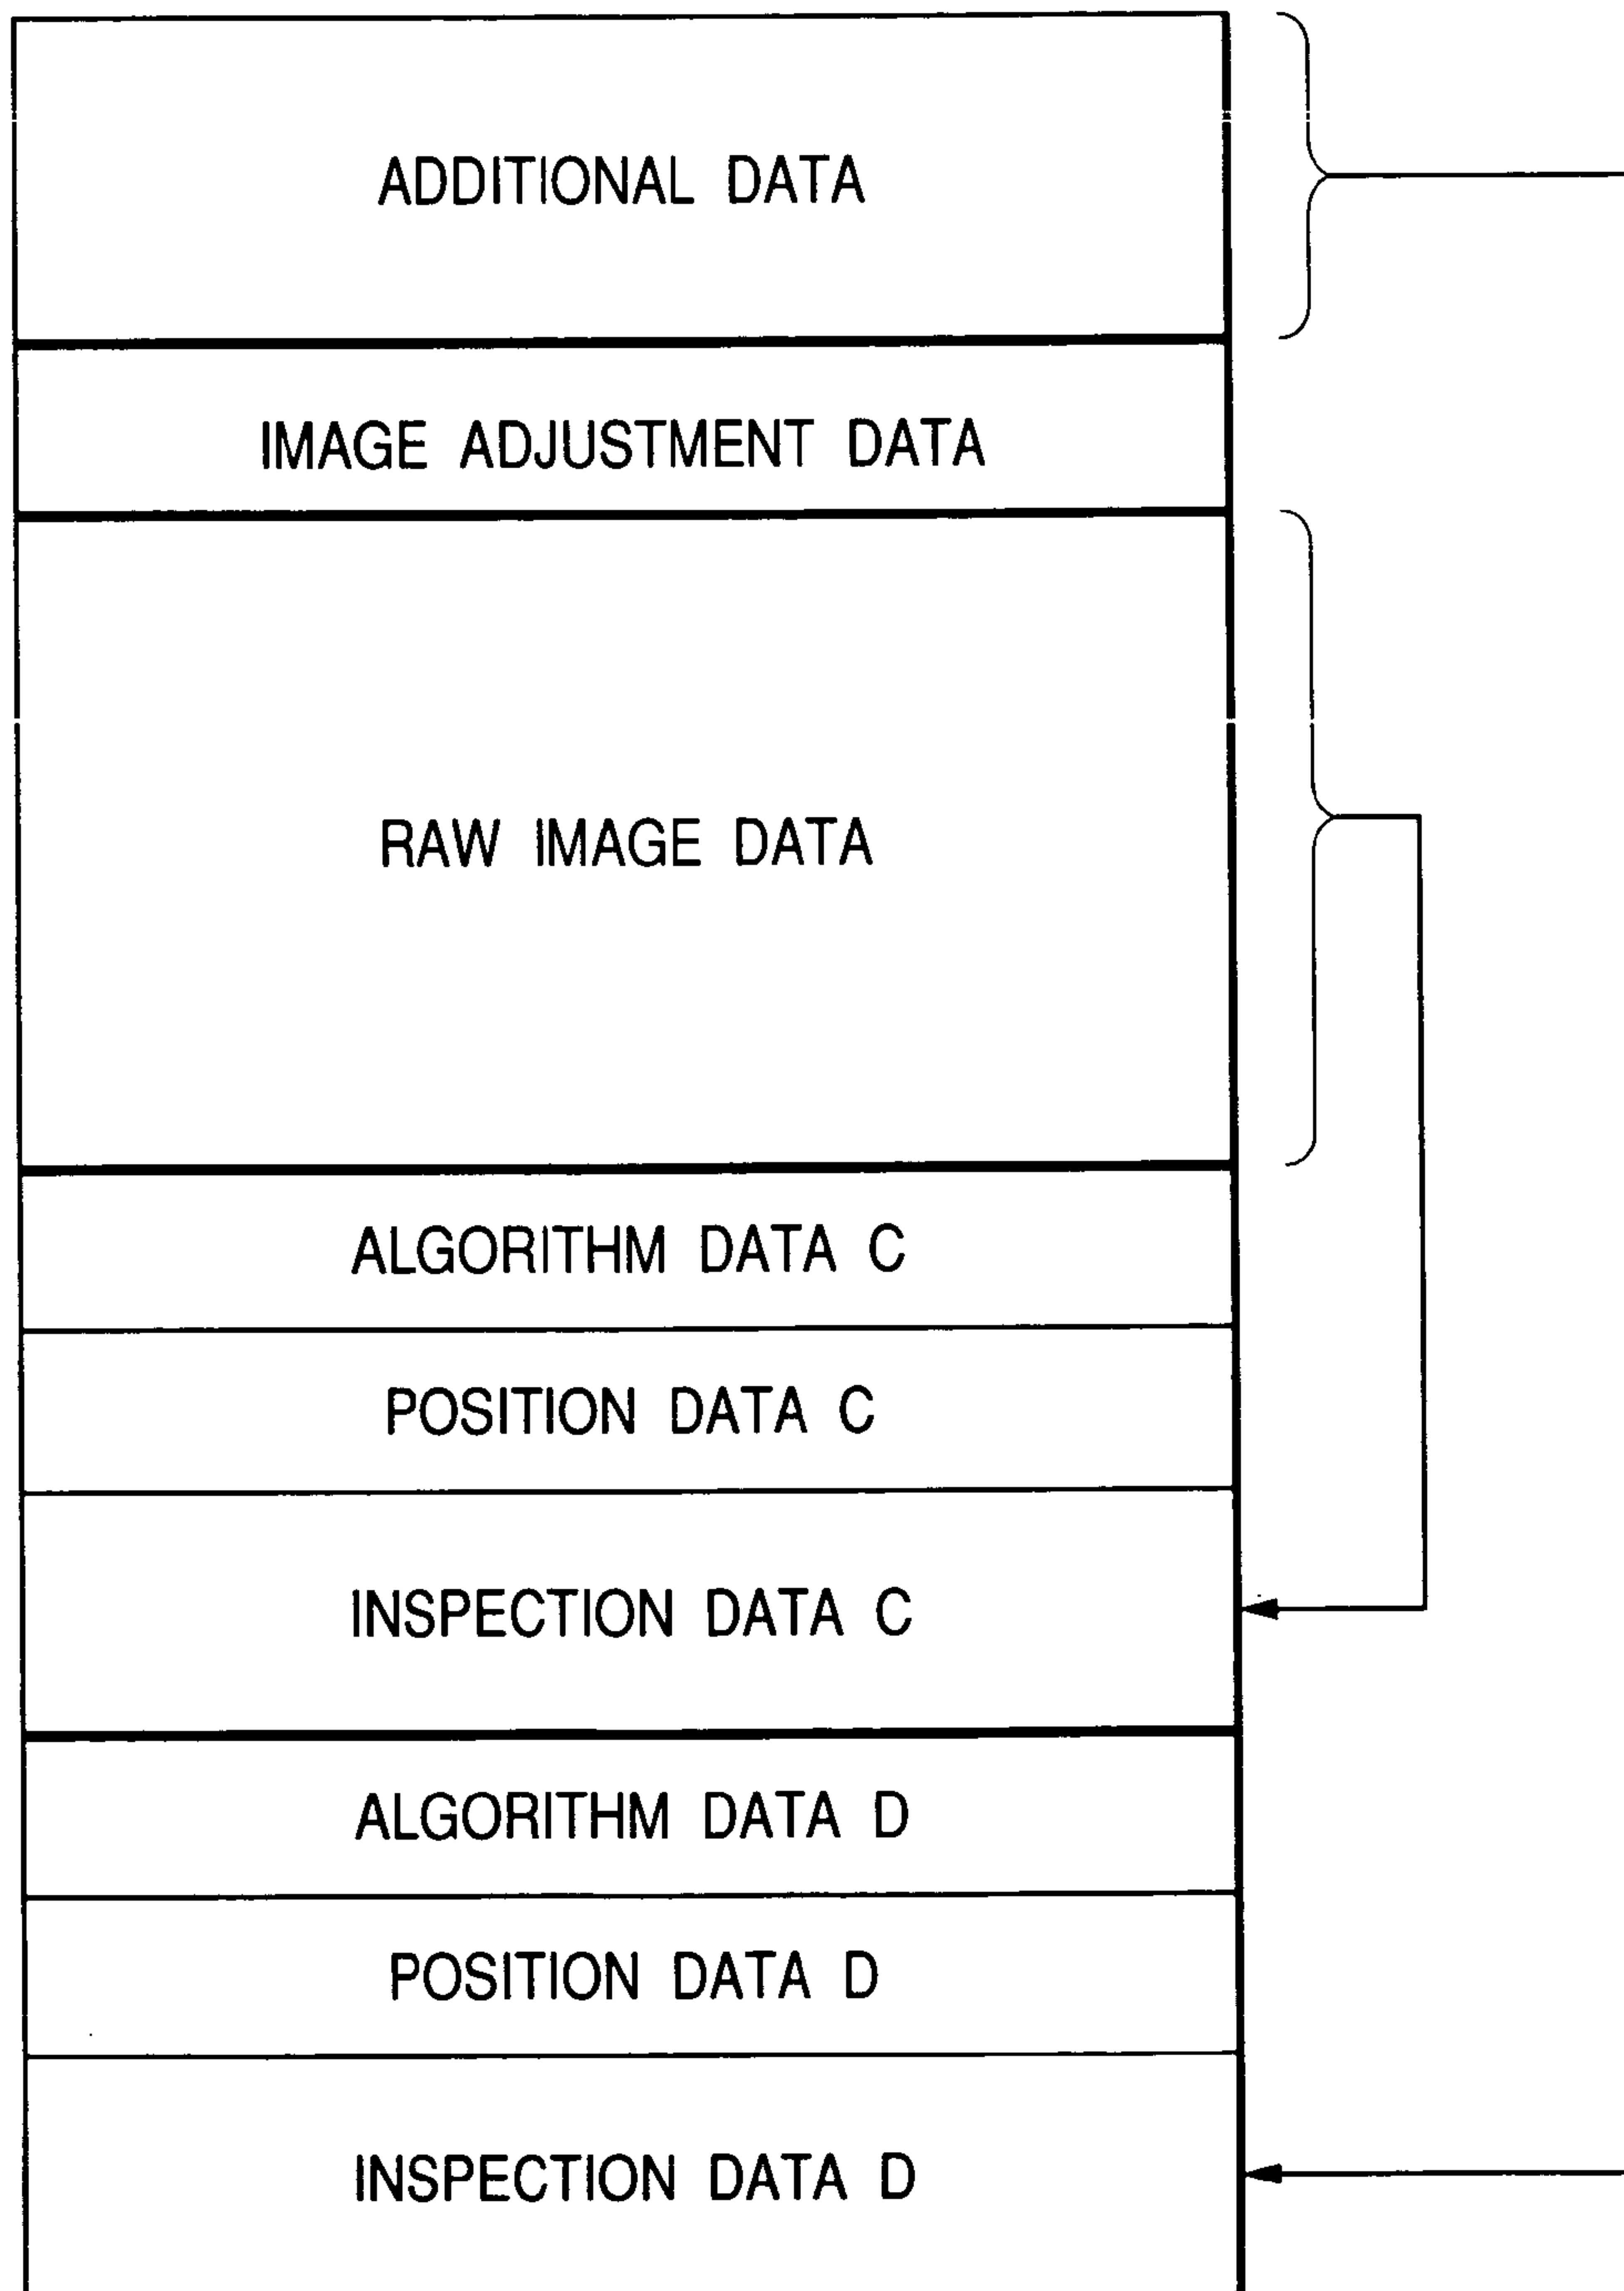 ADDITIONAL DATA
IMAGE ADJUSTMENT DATA
RAW IMAGE DATA
ALGORITHM DATA C
POSITION DATA C
INSPECTION DATA C
ALGORITHM DATA D
POSITION DATA D
INSPECTION DATA D